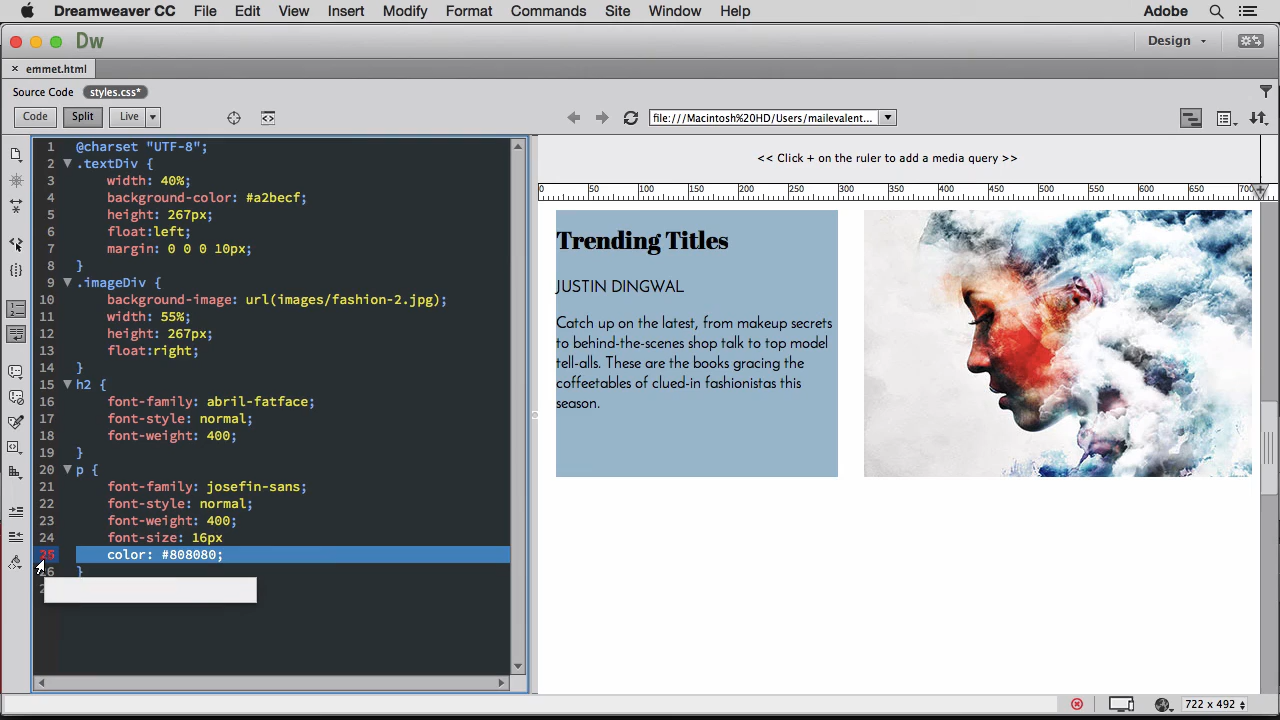 Dreamweaver CC File Edit View Insert Modify Format Commands Site Window Help Adobe
Dw Design
× emmet.html
Source Code styles.css*
Code Split Live file:///Macintosh%20HD/Users/mailevalent...
<< Click + on the ruler to add a media query >>
0 50 100 150 200 250 300 350 400 450 500 550 600 650 700
1 @charset "UTF-8";
2 .textDiv {
3 width: 40%;
4 background-color: #a2becf;
5 height: 267px;
6 float:left;
7 margin: 0 0 0 10px;
8 }
9 .imageDiv {
10 background-image: url(images/fashion-2.jpg);
11 width: 55%;
12 height: 267px;
13 float:right;
14 }
15 h2 {
16 font-family: abril-fatface;
17 font-style: normal;
18 font-weight: 400;
19 }
20 p {
21 font-family: josefin-sans;
22 font-style: normal;
23 font-weight: 400;
24 font-size: 16px
25 color: #808080;
26 }
Trending Titles
JUSTIN DINGWAL
Catch up on the latest, from makeup secrets
to behind-the-scenes shop talk to top model
tell-alls. These are the books gracing the
coffeetables of clued-in fashionistas this
season.
722 x 492